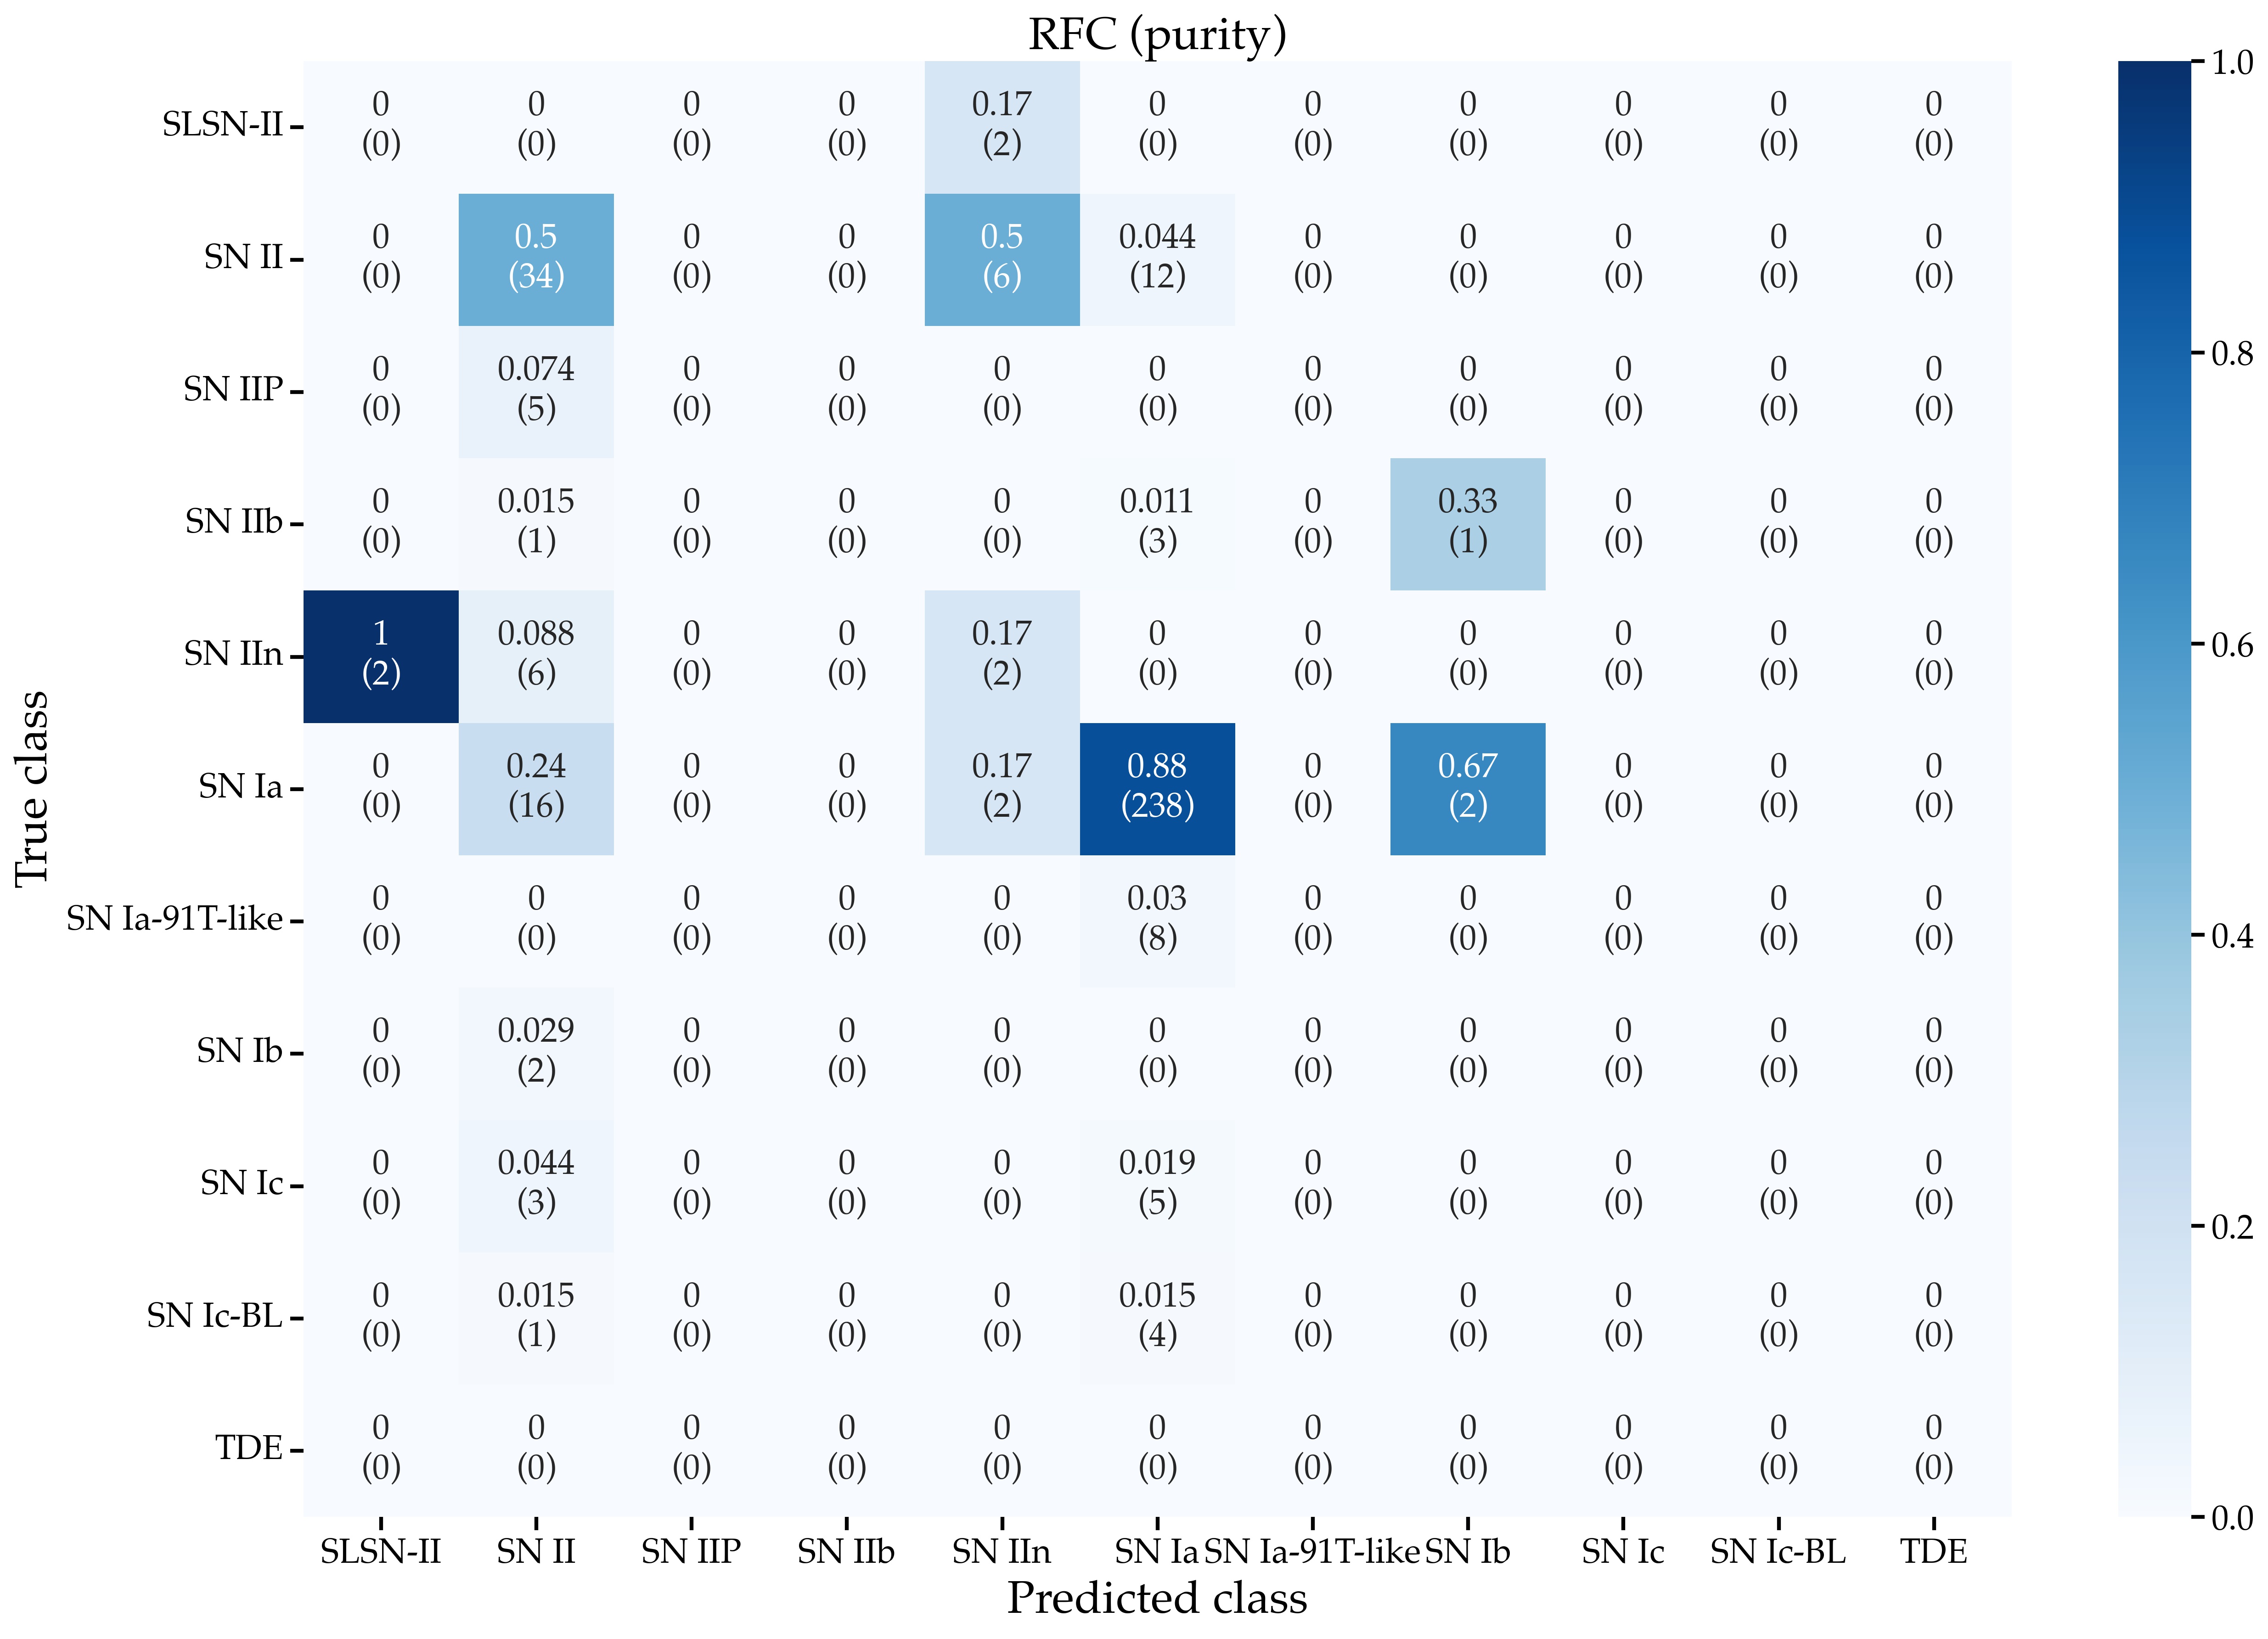 RFC (purity)
1.0
0 0 0 0 0.17 0 0 0 0 0 0
SLSN-II
(0) (0) (0) (0) (2) (0) (0) (0) (0) (0) (0)
0 0.5 0 0 0.5 0.044 0 0 0 0 0
SN II
(0) (34) (0) (0) (6) (12) (0) (0) (0) (0) (0)
0.8
0 0.074 0 0 0 0 0 0 0 0 0
SN IIP
(0) (5) (0) (0) (0) (0) (0) (0) (0) (0) (0)
0 0.015 0 0 0 0.011 0 0.33 0 0 0
SN IIb
(0) (1) (0) (0) (0) (3) (0) (1) (0) (0) (0)
0.6
1 0.088 0 0 0.17 0 0 0 0 0 0
SN IIn
(2) (6) (0) (0) (2) (0) (0) (0) (0) (0) (0)
True class
0 0.24 0 0 0.17 0.88 0 0.67 0 0 0
SN Ia
(0) (16) (0) (0) (2) (238) (0) (2) (0) (0) (0)
0 0 0 0 0 0.03 0 0 0 0 0
SN Ia-91T-like
(0) (0) (0) (0) (0) (8) (0) (0) (0) (0) (0)
0.4
0 0.029 0 0 0 0 0 0 0 0 0
SN Ib
(0) (2) (0) (0) (0) (0) (0) (0) (0) (0) (0)
0 0.044 0 0 0 0.019 0 0 0 0 0
SN Ic
(0) (3) (0) (0) (0) (5) (0) (0) (0) (0) (0)
0.2
0 0.015 0 0 0 0.015 0 0 0 0 0
SN Ic-BL
(0) (1) (0) (0) (0) (4) (0) (0) (0) (0) (0)
0 0 0 0 0 0 0 0 0 0 0
TDE
(0) (0) (0) (0) (0) (0) (0) (0) (0) (0) (0)
0.0
SLSN-II SN II SN IIP SN IIb SN IIn SN Ia SN Ia-91T-like SN Ib SN Ic SN Ic-BL TDE
Predicted class